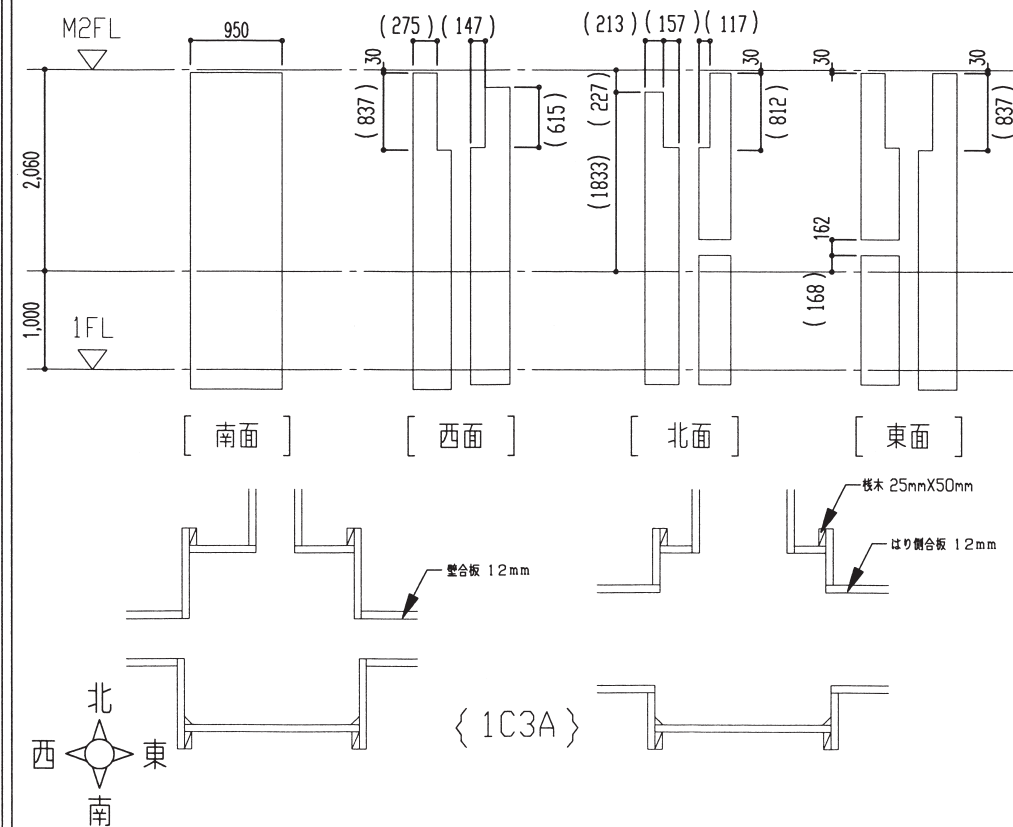 M2FL
950
(275)
(147)
(213)
(157)
(117)
30
(837)
(615)
(227)
(1833)
30
(812)
30
30
(837)
2,060
162
(168)
1,000
1FL
[ 南面 ]
[ 西面 ]
[ 北面 ]
[ 東面 ]
桟木 25mmX50mm
はり側合板 12mm
壁合板 12mm
{ 1C3A }
北
西
東
南